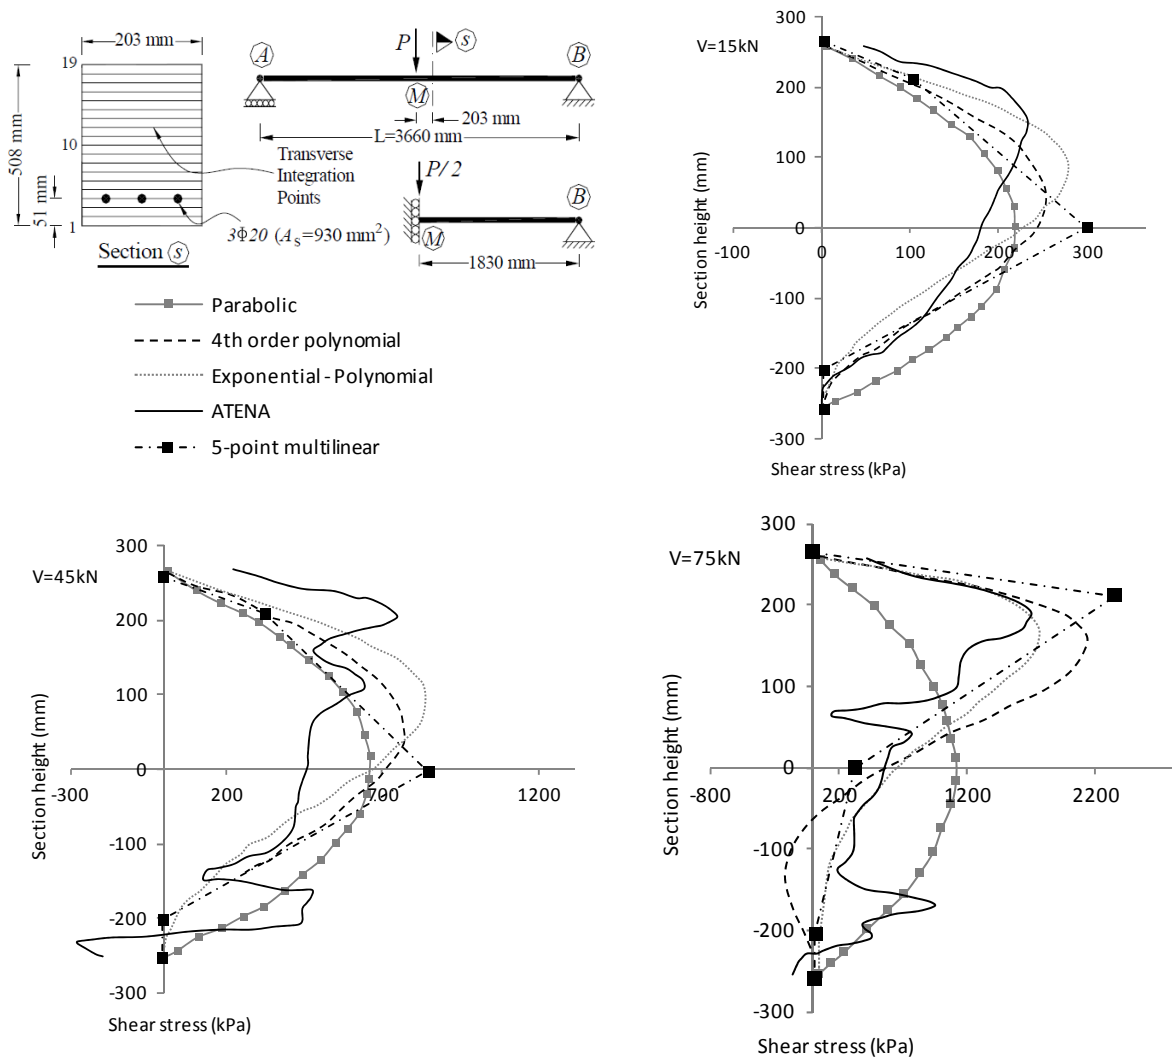 203 mm
19
10
1
508 mm
51 mm
Transverse
Integration
Points
3Φ20 (As=930 mm²)
Section s
A
P
s
B
M
203 mm
L=3660 mm
P/2
B
M
1830 mm
Parabolic
4th order polynomial
Exponential-Polynomial
ATENA
5-point multilinear
V=15kN
Section height (mm)
300
200
100
0
-100
-200
-300
-100 0 100 200 300
Shear stress (kPa)
V=45kN
Section height (mm)
300
200
100
0
-100
-200
-300
-300 200 700 1200
Shear stress (kPa)
V=75kN
Section height (mm)
300
200
100
0
-100
-200
-300
-800 200 1200 2200
Shear stress (kPa)